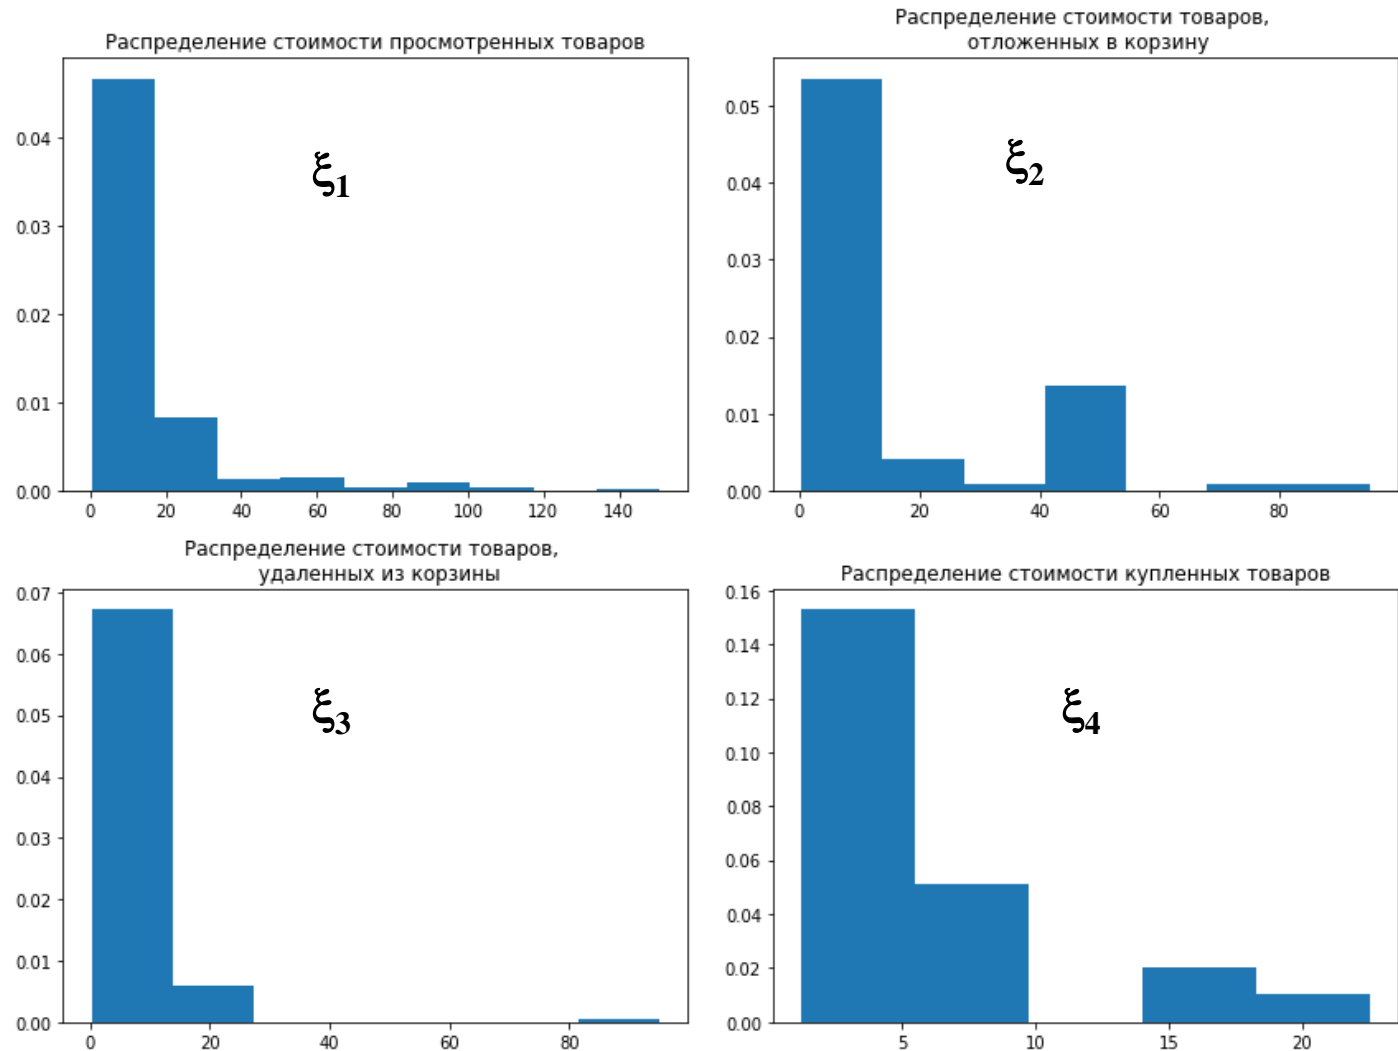 Распределение стоимости просмотренных товаров
0.04
0.03
0.02
0.01
0.00
0 20 40 60 80 100 120 140
ξ1
Распределение стоимости товаров,
отложенных в корзину
0.05
0.04
0.03
0.02
0.01
0.00
0 20 40 60 80
ξ2
Распределение стоимости товаров,
удаленных из корзины
0.07
0.06
0.05
0.04
0.03
0.02
0.01
0.00
0 20 40 60 80
ξ3
Распределение стоимости купленных товаров
0.16
0.14
0.12
0.10
0.08
0.06
0.04
0.02
0.00
5 10 15 20
ξ4